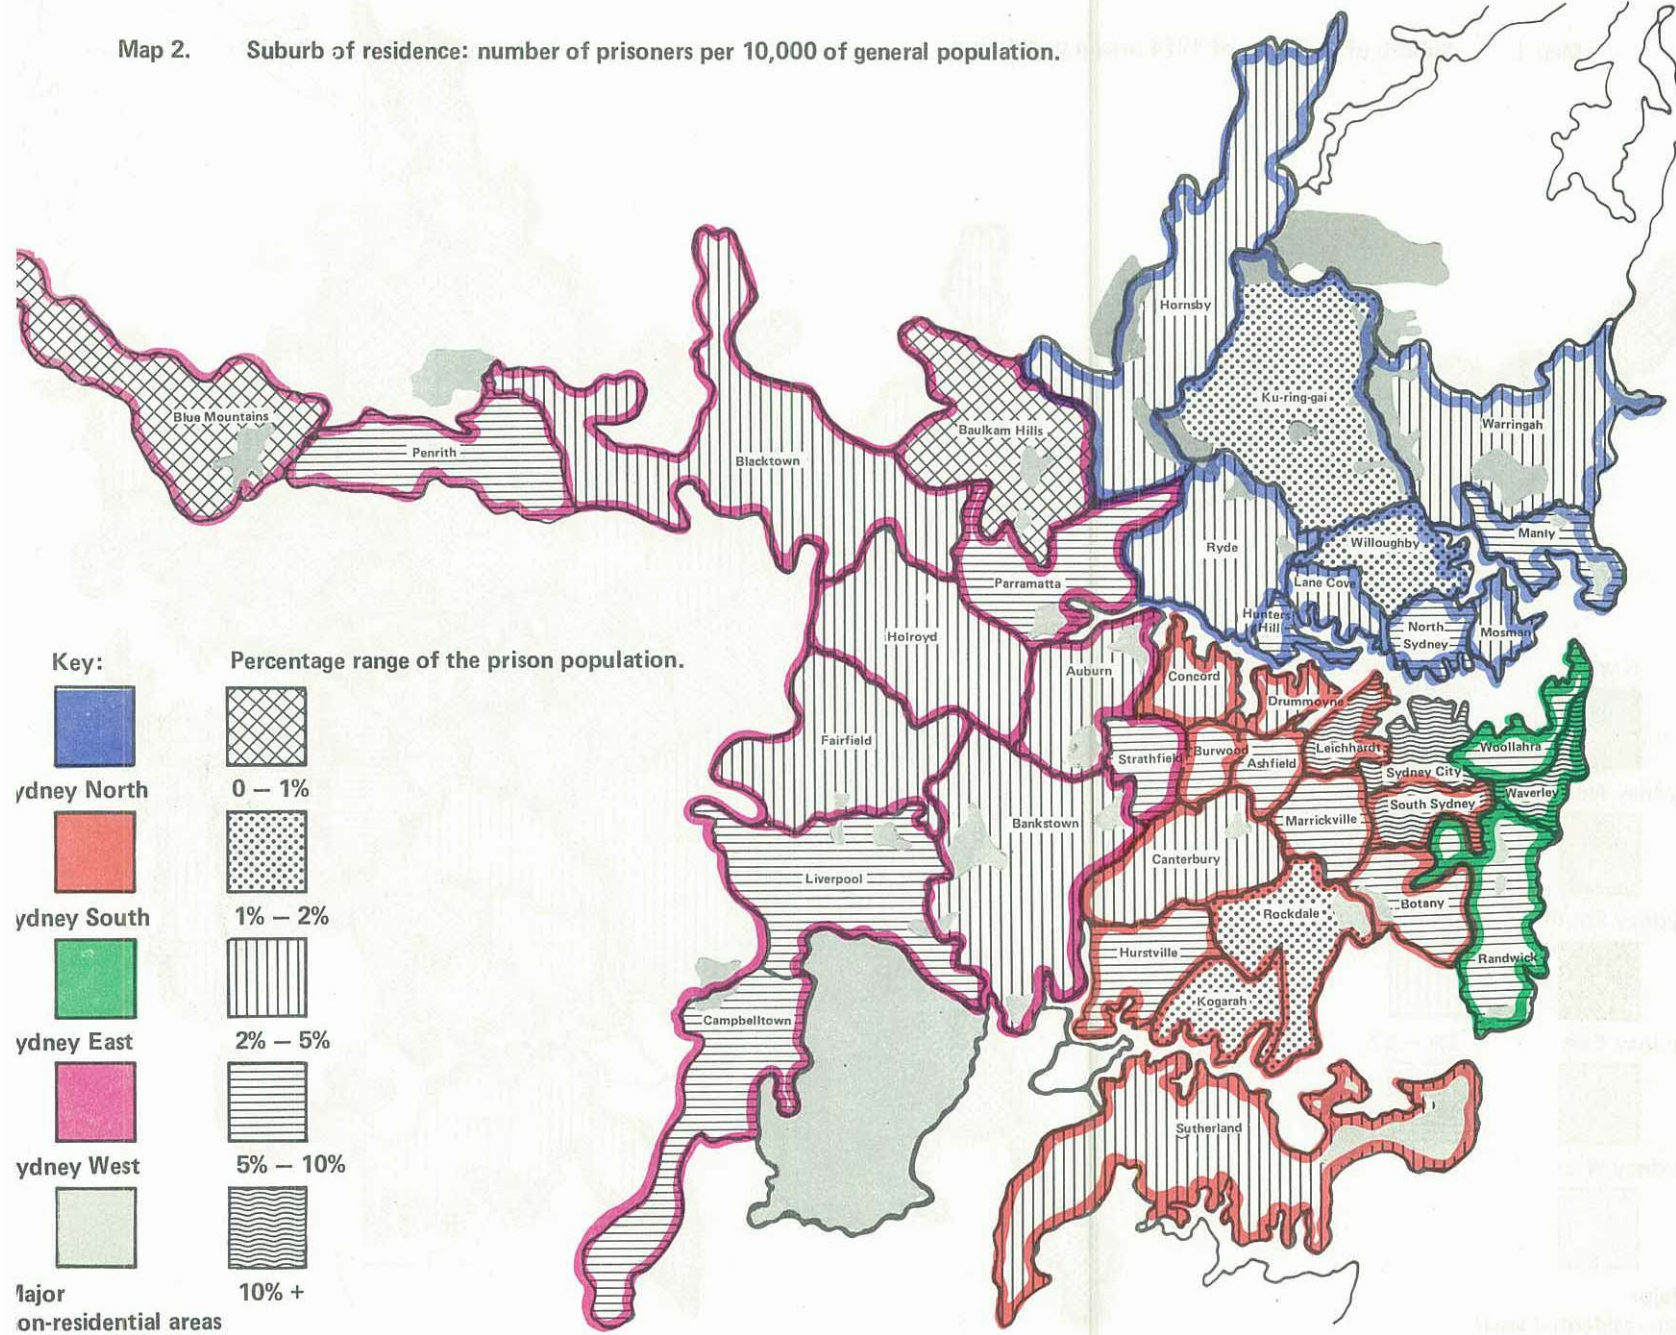 Map 2. Suburb of residence: number of prisoners per 10,000 of general population.
Hornsby
Ku-ring-gai
Warringah
Blue Mountains
Baulkam Hills
Penrith
Blacktown
Manly
Willoughby
Ryde
Lane Cove
Parramatta
Hunters
Hill
North
Sydney
Mosman
Holroyd
Auburn
Concord
Drummoyne
Fairfield
Strathfield
Burwood
Ashfield
Leichhardt
Woollahra
Sydney City
Waverley
South Sydney
Marrickville
Bankstown
Canterbury
Liverpool
Botany
Rockdale
Hurstville
Randwick
Kogarah
Campbelltown
Sutherland
Key: Percentage range of the prison population.
ydney North 0 – 1%
ydney South 1% – 2%
ydney East 2% – 5%
ydney West 5% – 10%
ajor 10% +
on-residential areas